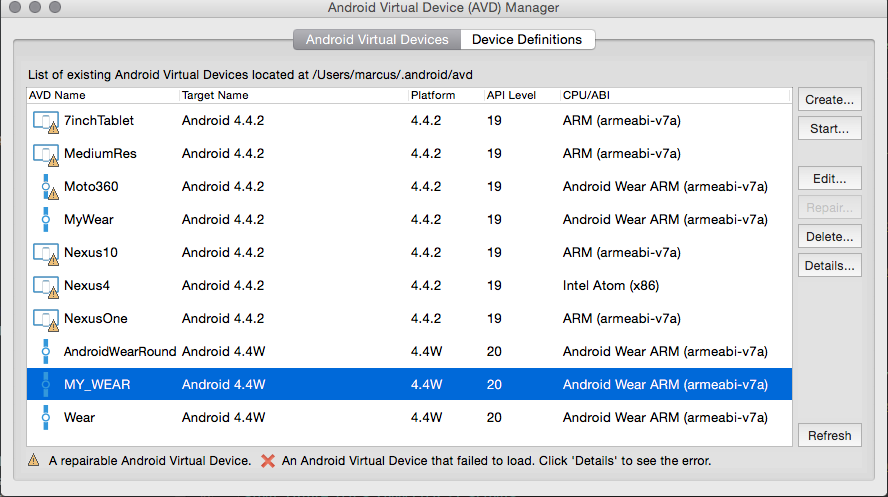 Android Virtual Device (AVD) Manager
Android Virtual Devices Device Definitions
List of existing Android Virtual Devices located at /Users/marcus/.android/avd
AVD Name Target Name Platform API Level CPU/ABI
Create...
7inchTablet Android 4.4.2 4.4.2 19 ARM (armeabi-v7a)
Start...
MediumRes Android 4.4.2 4.4.2 19 ARM (armeabi-v7a)
Edit...
Moto360 Android 4.4.2 4.4.2 19 Android Wear ARM (armeabi-v7a)
Repair...
MyWear Android 4.4.2 4.4.2 19 Android Wear ARM (armeabi-v7a)
Delete...
Nexus10 Android 4.4.2 4.4.2 19 ARM (armeabi-v7a)
Details...
Nexus4 Android 4.4.2 4.4.2 19 Intel Atom (x86)
NexusOne Android 4.4.2 4.4.2 19 ARM (armeabi-v7a)
AndroidWearRound Android 4.4W 4.4W 20 Android Wear ARM (armeabi-v7a)
MY_WEAR Android 4.4W 4.4W 20 Android Wear ARM (armeabi-v7a)
Wear Android 4.4W 4.4W 20 Android Wear ARM (armeabi-v7a)
Refresh
A repairable Android Virtual Device. An Android Virtual Device that failed to load. Click 'Details' to see the error.